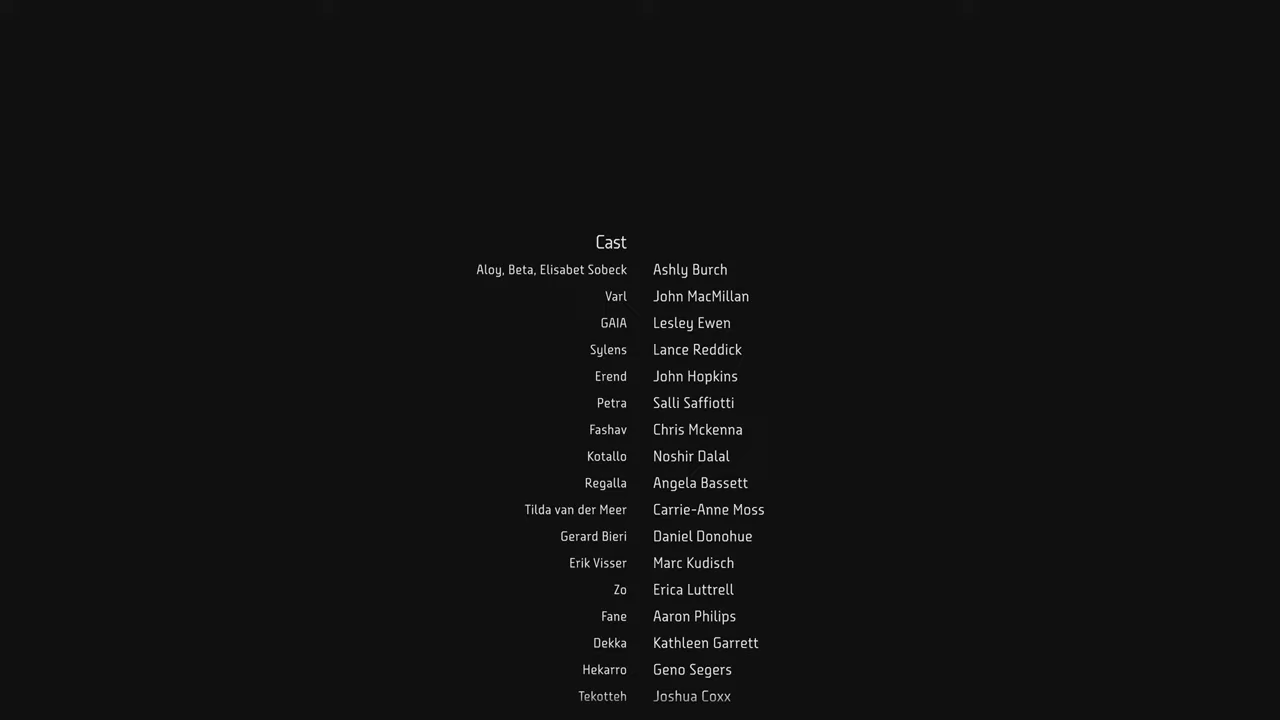 Cast
Aloy, Beta, Elisabet Sobeck Ashly Burch
Varl John MacMillan
GAIA Lesley Ewen
Sylens Lance Reddick
Erend John Hopkins
Petra Salli Saffiotti
Fashav Chris Mckenna
Kotallo Noshir Dalal
Regalla Angela Bassett
Tilda van der Meer Carrie-Anne Moss
Gerard Bieri Daniel Donohue
Erik Visser Marc Kudisch
Zo Erica Luttrell
Fane Aaron Philips
Dekka Kathleen Garrett
Hekarro Geno Segers
Tekotteh Joshua Coxx